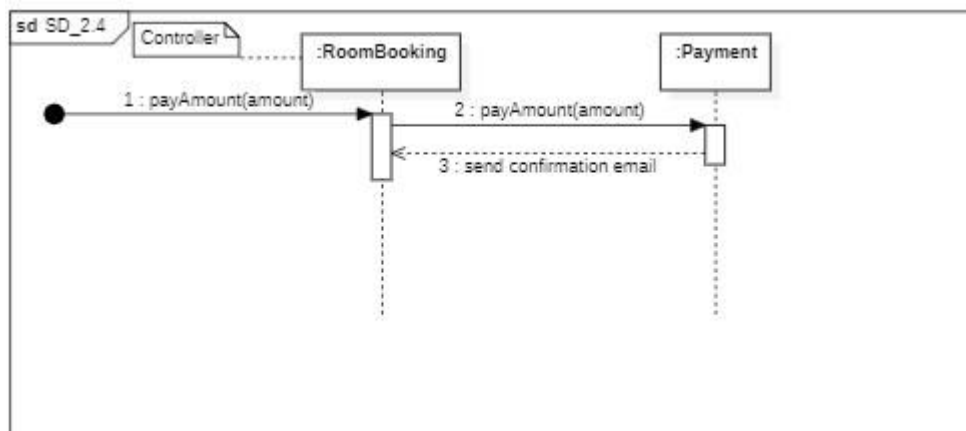 sd SD_2.4
Controller
:RoomBooking
:Payment
1 : payAmount(amount)
2 : payAmount(amount)
3 : send confirmation email